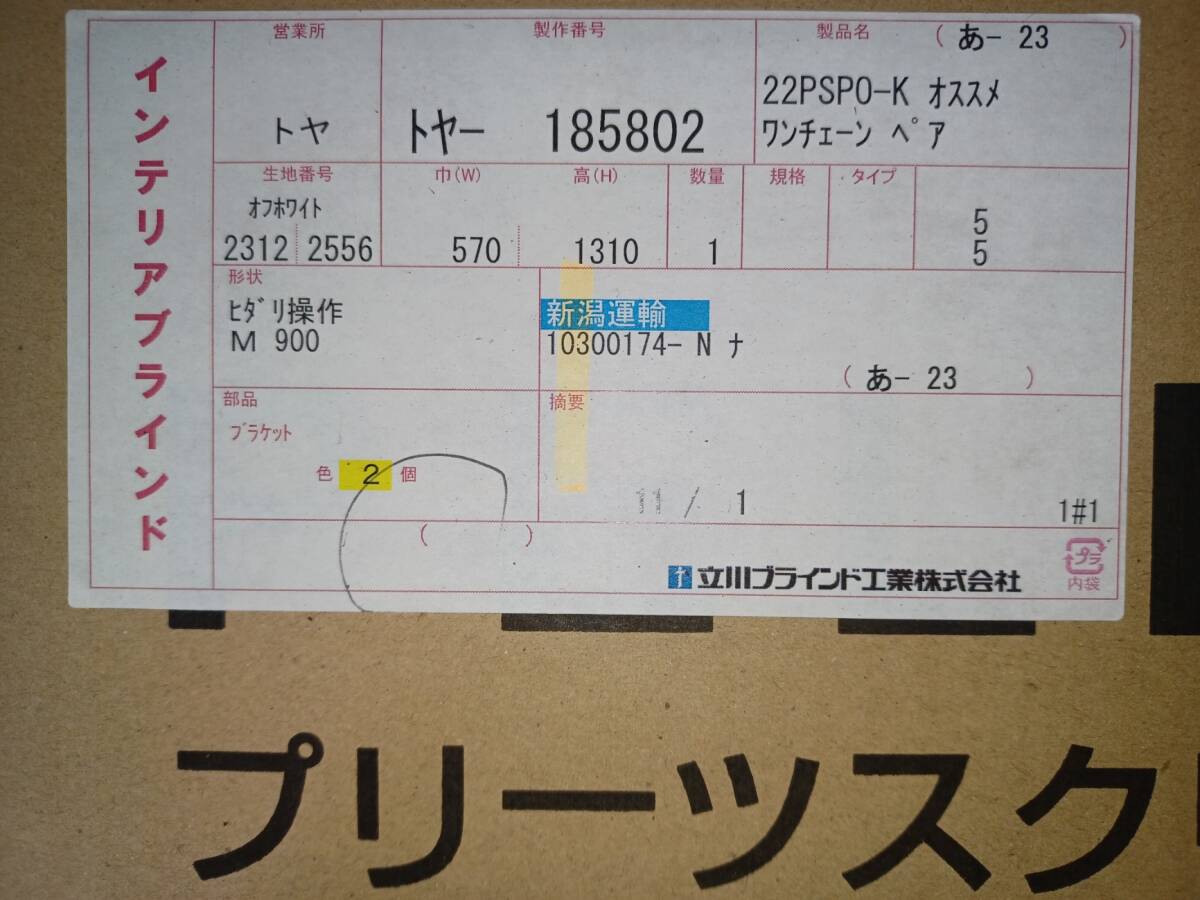 インテリアブラインド
営業所
トヤ
製作番号
ﾄﾔー 185802
製品名 (あ- 23 )
22PSPO-K ｵｽｽﾒ
ﾜﾝﾁｪｰﾝ ﾍﾟｱ
生地番号
ｵﾌﾎﾜｲﾄ
2312 2556
巾(W)
570
高(H)
1310
数量
1
規格
タイプ
5
5
形状
ﾋﾀﾞﾘ操作
M 900
新潟運輸
10300174- N ﾅ
(あ- 23 )
部品
ﾌﾞﾗｹｯﾄ
色 2 個
摘要
11 / 1
1#1
( )
立川ブラインド工業株式会社
プラ
内袋
プリーツスク